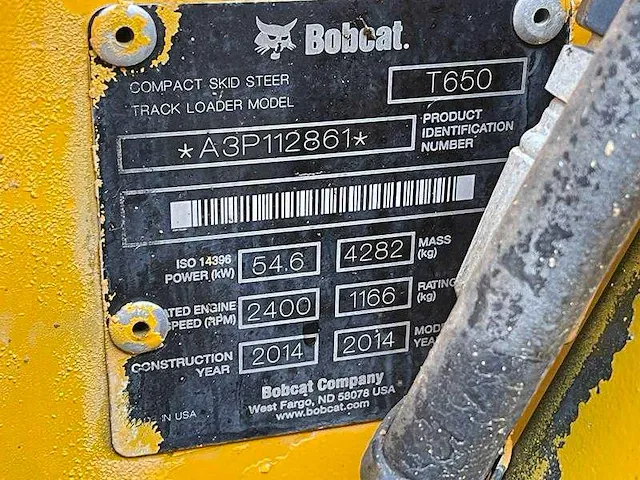 Bobcat.
COMPACT SKID STEER
TRACK LOADER MODEL
T650
*A3P112861*
PRODUCT
IDENTIFICATION
NUMBER
ISO 14396
POWER (kW)
54.6
4282
MASS
(kg)
ATED ENGINE
SPEED (RPM)
2400
1166
RATING
(kg)
CONSTRUCTION
YEAR
2014
2014
MODE
YEA
Bobcat Company
West Fargo, ND 58078 USA
www.bobcat.com
IN USA